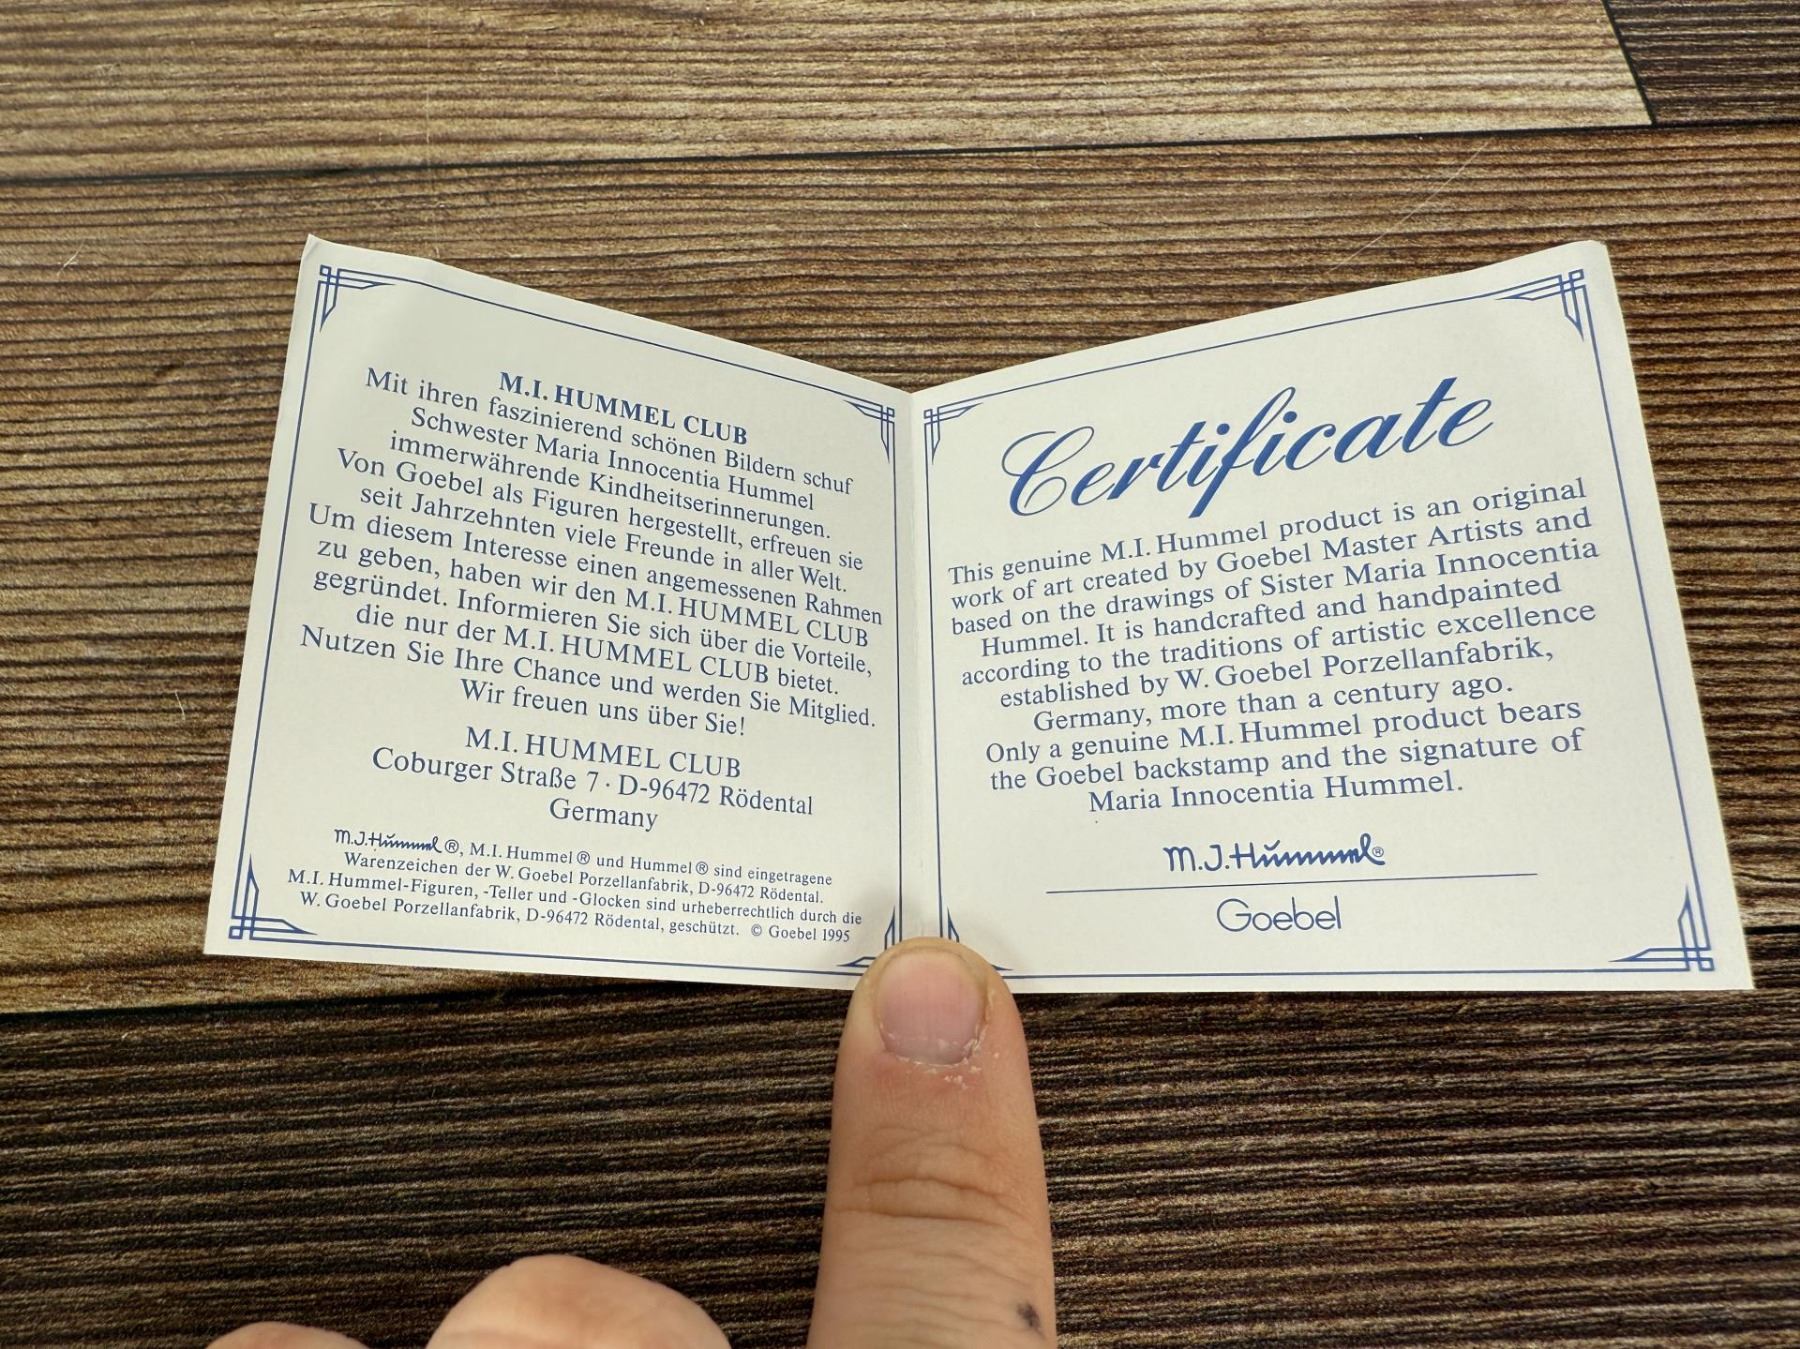 M.I. HUMMEL CLUB
Mit ihren faszinierend schönen Bildern schuf
Schwester Maria Innocentia Hummel
immerwährende Kindheitserinnerungen.
Von Goebel als Figuren hergestellt, erfreuen sie
seit Jahrzehnten viele Freunde in aller Welt.
Um diesem Interesse einen angemessenen Rahmen
zu geben, haben wir den M.I. HUMMEL CLUB
gegründet. Informieren Sie sich über die Vorteile,
die nur der M.I. HUMMEL CLUB bietet.
Nutzen Sie Ihre Chance und werden Sie Mitglied.
Wir freuen uns über Sie!
M.I. HUMMEL CLUB
Coburger Straße 7 · D-96472 Rödental
Germany
M.J.Hummel®, M.I. Hummel® und Hummel® sind eingetragene
Warenzeichen der W. Goebel Porzellanfabrik, D-96472 Rödental.
M.I. Hummel-Figuren, -Teller und -Glocken sind urheberrechtlich durch die
W. Goebel Porzellanfabrik, D-96472 Rödental, geschützt. © Goebel 1995
Certificate
This genuine M.I. Hummel product is an original
work of art created by Goebel Master Artists and
based on the drawings of Sister Maria Innocentia
Hummel. It is handcrafted and handpainted
according to the traditions of artistic excellence
established by W. Goebel Porzellanfabrik,
Germany, more than a century ago.
Only a genuine M.I. Hummel product bears
the Goebel backstamp and the signature of
Maria Innocentia Hummel.
M.J.Hummel®
Goebel